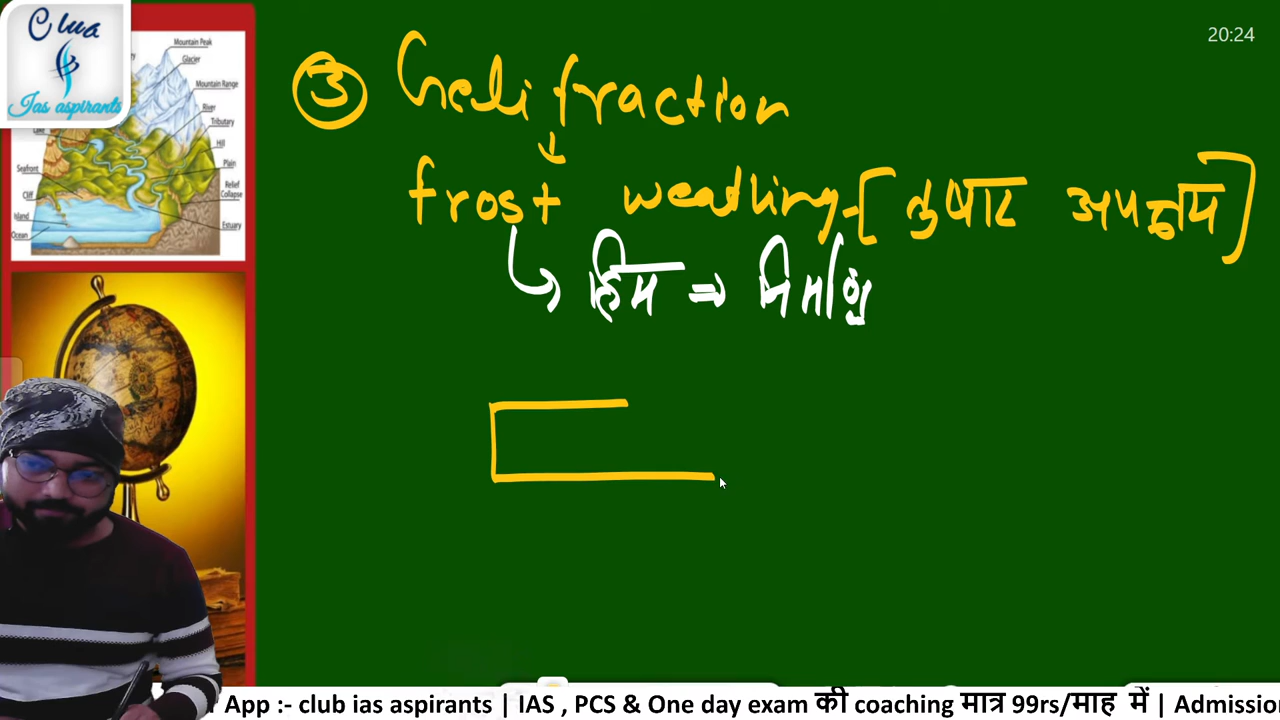 Club
Ias aspirants
20:24
Mountain Peak
Glacier
Mountain Range
River
Tributary
Hill
Plain
Relief
Collapse
Estuary
Lake
Seafront
Cliff
Island
Ocean
3 Gelifraction
frost weathing - [तुषार अपक्षय]
हिम ⇒
App :- club ias aspirants | IAS , PCS & One day exam की coaching मात्र 99rs/माह में | Admissio